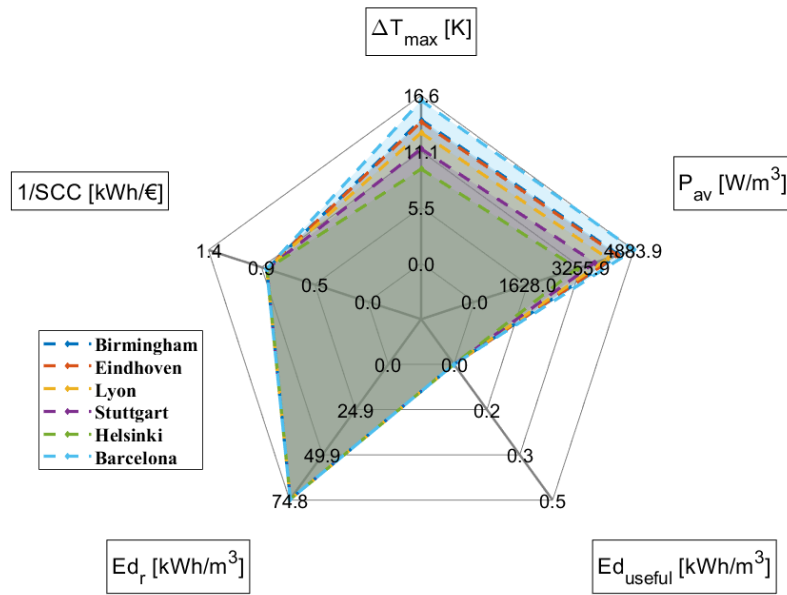 ΔT_max [K]
16.6
11.1
5.5
0.0
P_av [W/m³]
4883.9
3255.9
1628.0
0.0
1/SCC [kWh/€]
1.4
0.9
0.5
0.0
0.0
24.9
49.9
74.8
0.0
0.2
0.3
0.5
Birmingham
Eindhoven
Lyon
Stuttgart
Helsinki
Barcelona
Ed_r [kWh/m³]
Ed_useful [kWh/m³]